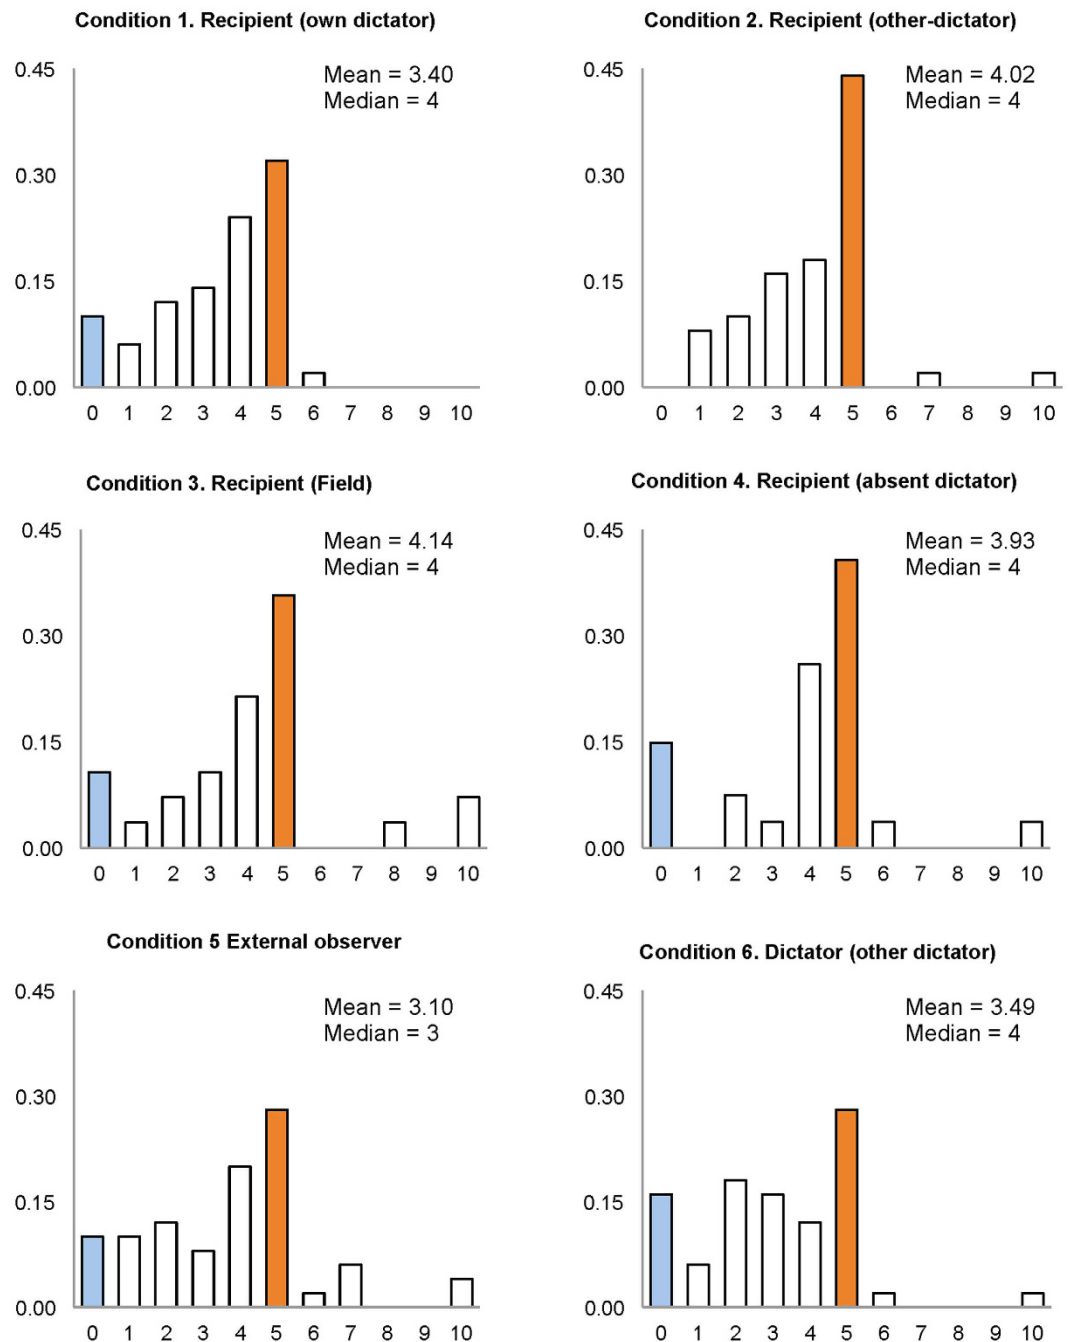 Condition 1. Recipient (own dictator)
Mean = 3.40
Median = 4
0.45
0.30
0.15
0.00
0 1 2 3 4 5 6 7 8 9 10
Condition 2. Recipient (other-dictator)
Mean = 4.02
Median = 4
0.45
0.30
0.15
0.00
0 1 2 3 4 5 6 7 8 9 10
Condition 3. Recipient (Field)
Mean = 4.14
Median = 4
0.45
0.30
0.15
0.00
0 1 2 3 4 5 6 7 8 9 10
Condition 4. Recipient (absent dictator)
Mean = 3.93
Median = 4
0.45
0.30
0.15
0.00
0 1 2 3 4 5 6 7 8 9 10
Condition 5 External observer
Mean = 3.10
Median = 3
0.45
0.30
0.15
0.00
0 1 2 3 4 5 6 7 8 9 10
Condition 6. Dictator (other dictator)
Mean = 3.49
Median = 4
0.45
0.30
0.15
0.00
0 1 2 3 4 5 6 7 8 9 10